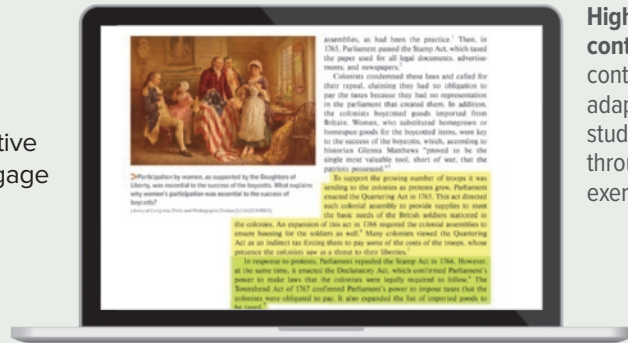 tive
gage
assemblies, as had been the practice.¹ Then, in
1765, Parliament passed the Stamp Act, which taxed
the paper used for all legal documents, advertise-
ments, and newspapers.²
Colonists condemned these laws and called for
their repeal, claiming they had no obligation to
pay the taxes because they had no representation
in the parliament that created them. In addition,
the colonists boycotted goods imported from
Britain. Women, who substituted homegrown or
homespun goods for the boycotted items, were key
to the success of the boycotts, which, according to
historian Glenna Matthews "proved to be the
single most valuable tool, short of war, that the
patriots possessed."³
To support the growing number of troops it was
sending to the colonies as protests grew, Parliament
enacted the Quartering Act in 1765. This act directed
each colonial assembly to provide supplies to meet
the basic needs of the British soldiers stationed in
the colonies. An expansion of this act in 1766 required the colonial assemblies to
ensure housing for the soldiers as well. Many colonists viewed the Quartering
Act as an indirect tax forcing them to pay some of the costs of the troops, whose
presence the colonists saw as a threat to their liberties.
In response to protests, Parliament repealed the Stamp Act in 1766. However,
at the same time, it enacted the Declaratory Act, which confirmed Parliament's
power to make laws that the colonists were legally required to follow. The
Townshend Act of 1767 confirmed Parliament's power to impose taxes that the
colonists were obligated to pay. It also expanded the list of imported goods to
be taxed.
>Participation by women, as supported by the Daughters of
Liberty, was essential to the success of the boycotts. What explains
why women's participation was essential to the success of
boycotts?
Library of Congress, Prints and Photographs Division
High
cont
cont
adap
stud
throu
exer